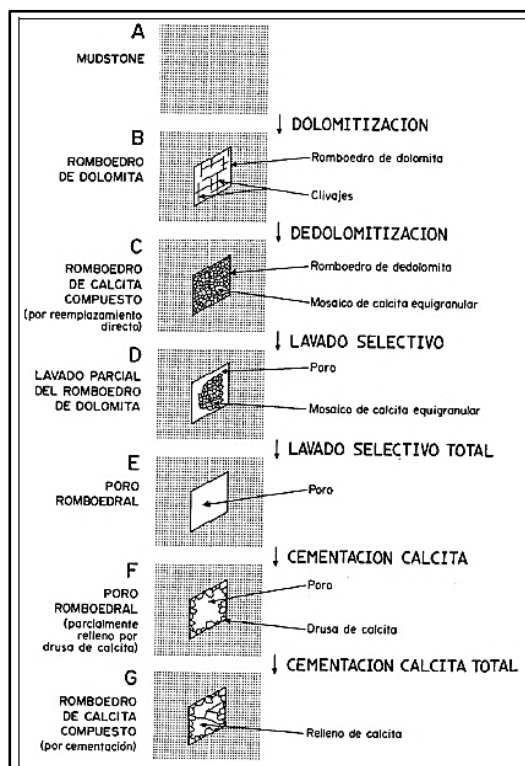 A
MUDSTONE
DOLOMITIZACION
B
ROMBOEDRO
DE DOLOMITA
Romboedro de dolomita
Clivajes
DEDOLOMITIZACION
C
ROMBOEDRO
DE CALCITA
COMPUESTO
(por reemplazamiento
directo)
Romboedro de dedolomita
Mosaico de calcita equigranular
LAVADO SELECTIVO
D
LAVADO PARCIAL
DEL ROMBOEDRO
DE DOLOMITA
Poro
Mosaico de calcita equigranular
LAVADO SELECTIVO TOTAL
E
PORO
ROMBOEDRAL
Poro
CEMENTACION CALCITA
F
PORO
ROMBOEDRAL
(parcialmente
relleno por
drusa de calcita)
Poro
Drusa de calcita
CEMENTACION CALCITA TOTAL
G
ROMBOEDRO
DE CALCITA
COMPUESTO
(por cementación)
Relleno de calcita